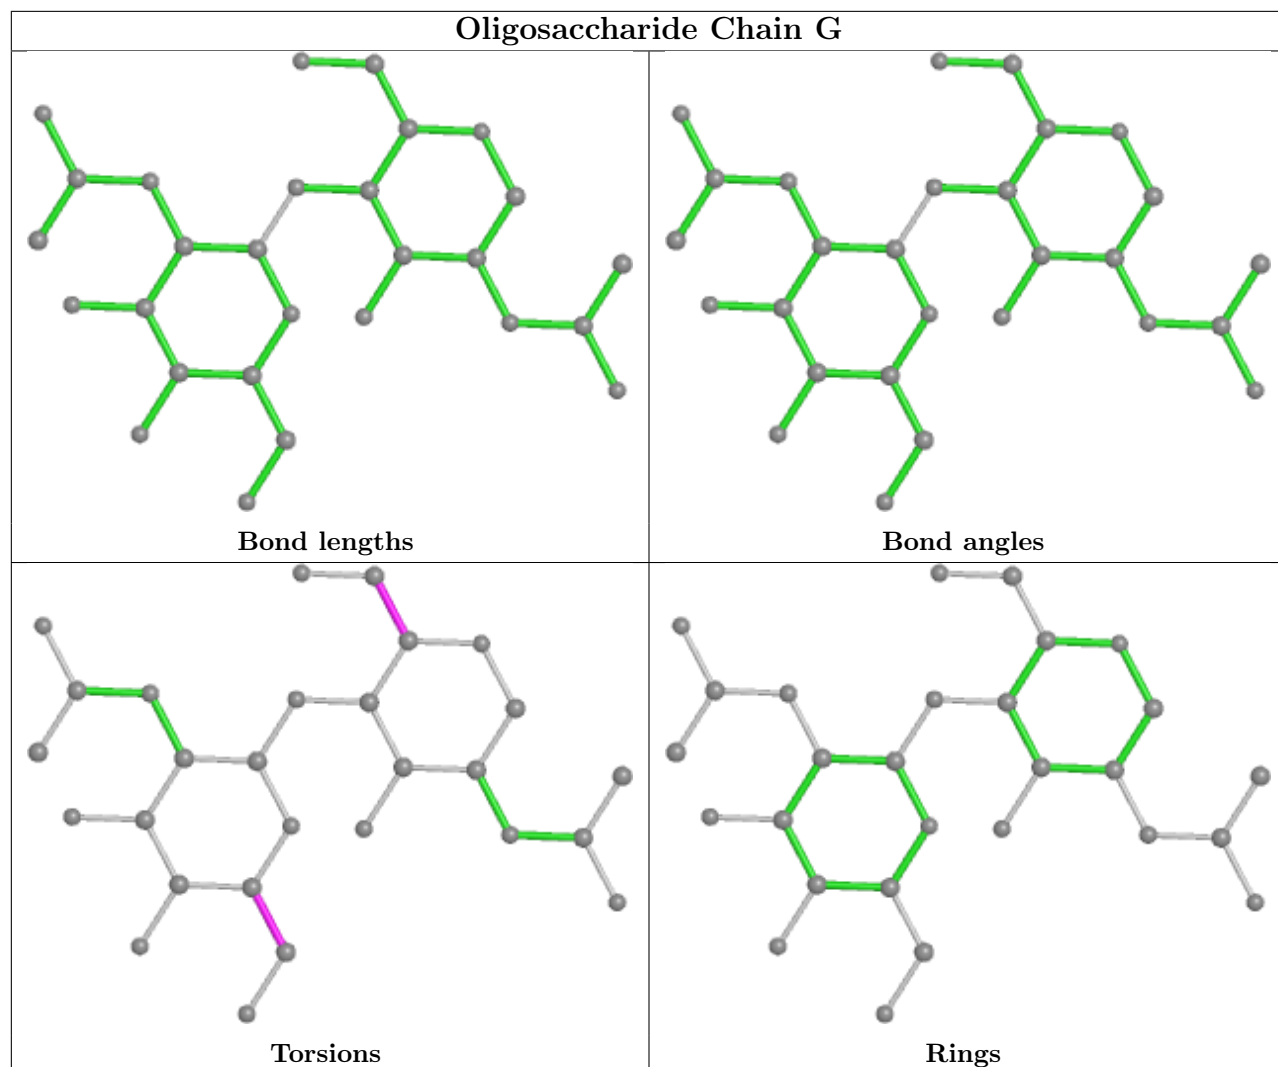 Oligosaccharide Chain G
Bond lengths
Bond angles
Torsions
Rings